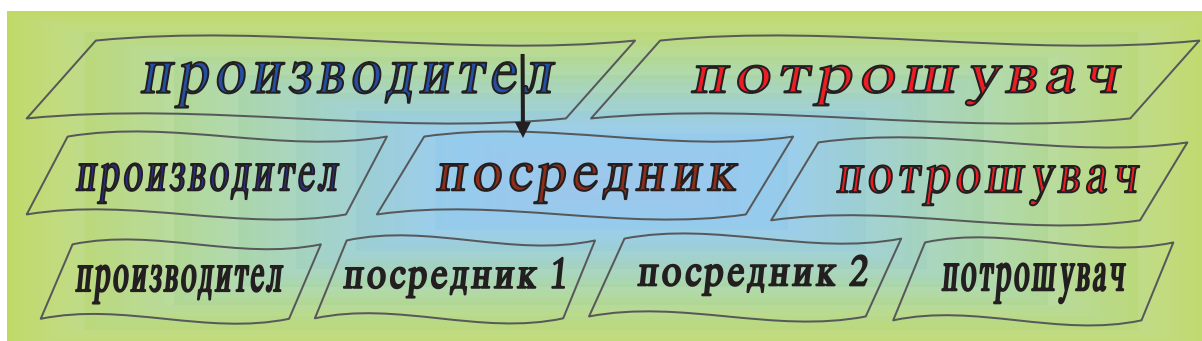 производител потрошувач
производител посредник потрошувач
производител посредник 1 посредник 2 потрошувач